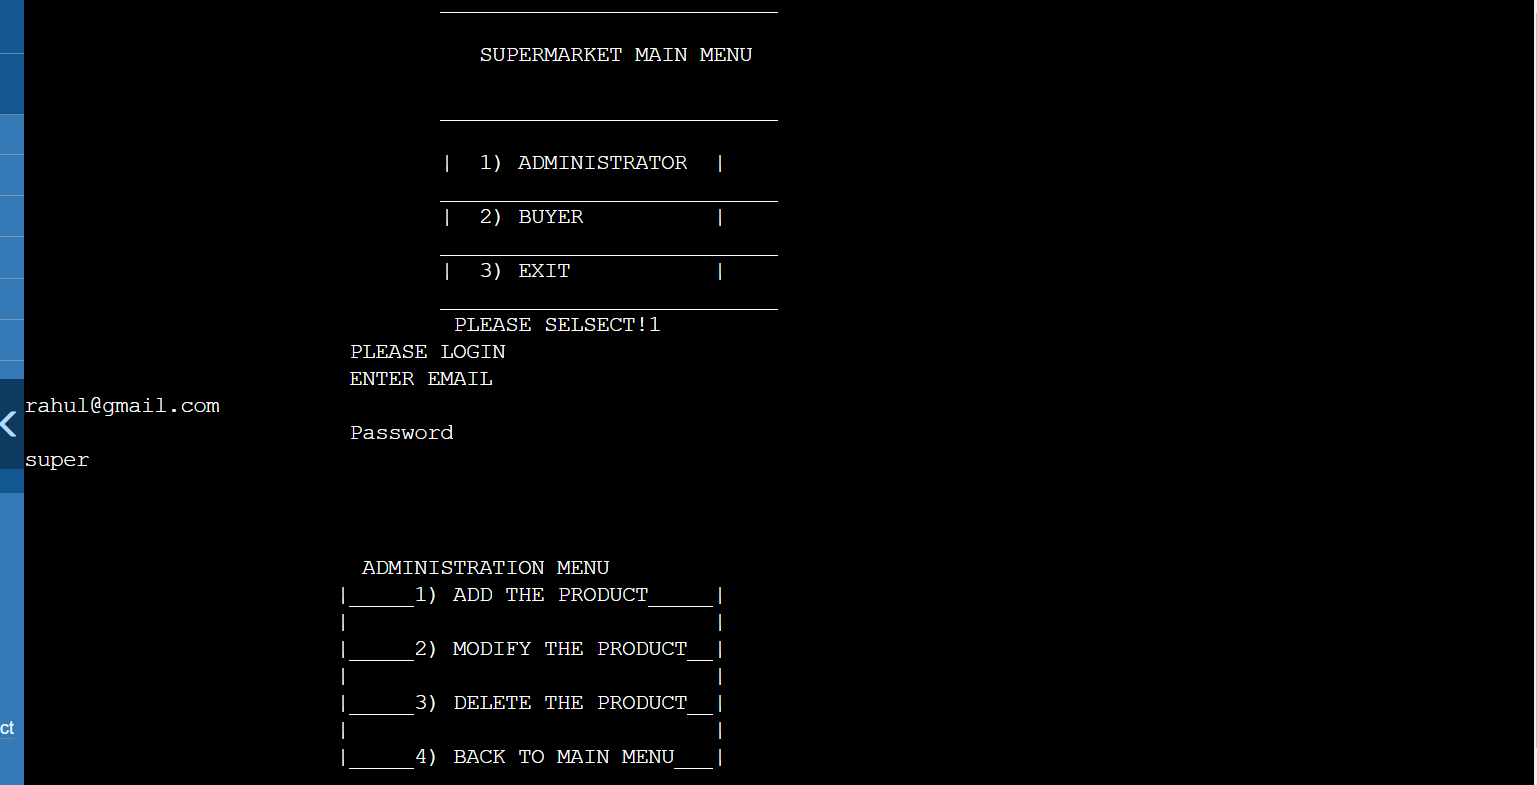 SUPERMARKET MAIN MENU
| 1) ADMINISTRATOR |
| 2) BUYER |
| 3) EXIT |
PLEASE SELSECT!1
PLEASE LOGIN
ENTER EMAIL
rahul@gmail.com
Password
super
ADMINISTRATION MENU
|_____1) ADD THE PRODUCT_____|
|_____2) MODIFY THE PRODUCT__|
|_____3) DELETE THE PRODUCT__|
ct
|_____4) BACK TO MAIN MENU___|